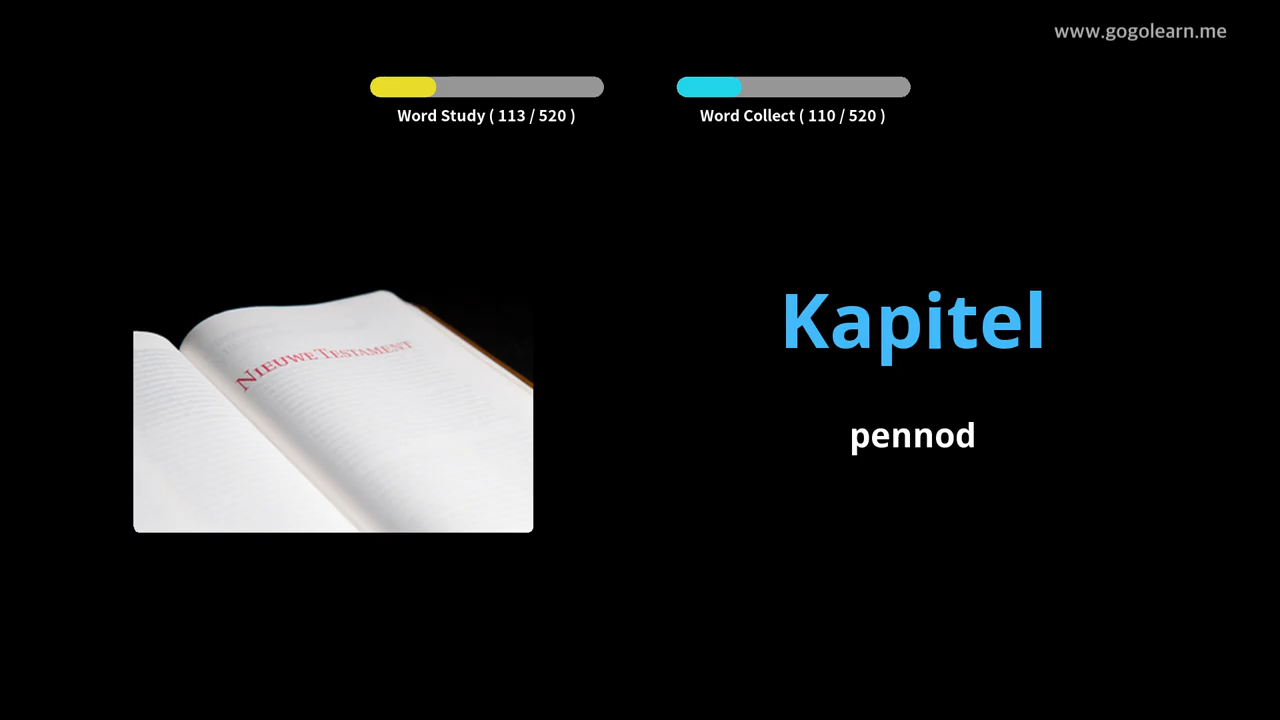 www.gogolearn.me
Word Study ( 113 / 520 )
Word Collect ( 110 / 520 )
NIEUWE TESTAMENT
Kapitel
pennod